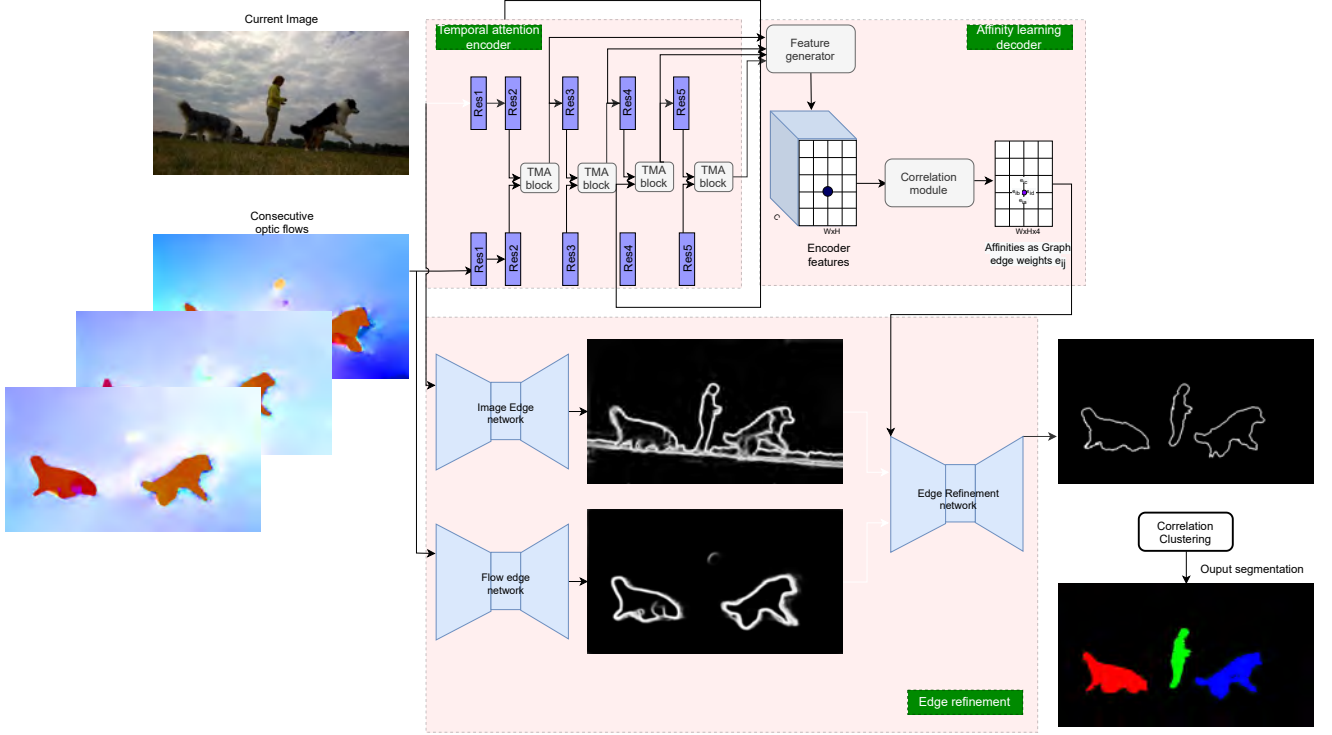 Current Image
Temporal attention
encoder
Res1
Res2
Res3
Res4
Res5
TMA
block
TMA
block
TMA
block
TMA
block
Res1
Res2
Res3
Res4
Res5
Feature
generator
Affinity learning
decoder
C
WxH
Encoder
features
Correlation
module
WxHx4
Affinities as Graph
edge weights eij
Consecutive
optic flows
Image Edge
network
Flow edge
network
Edge Refinement
network
Edge refinement
Correlation
Clustering
Ouput segmentation